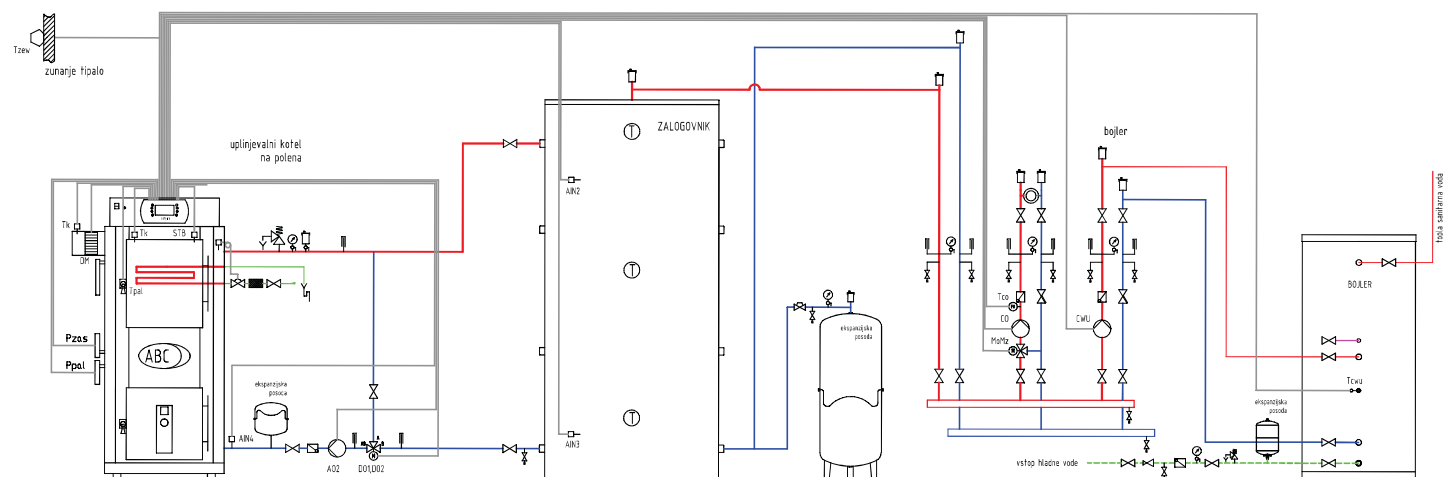 Tzew
zunanje tipalo
uplinjevalni kotel
na polena
ZALOGOVNIK
T
AIN2
T
T
AIN3
Tk
DM
Tk
STB
Tpal
Pzas
Ppal
ABC
ekspanzijska
posoda
AIN4
AO2
M
DO1,DO2
ekspanzijska
posoda
bojler
Tco
M
CO
CWU
MoMz
M
topla sanitarna voda
BOJLER
Tcwu
ekspanzijska
posoda
vstop hladne vode